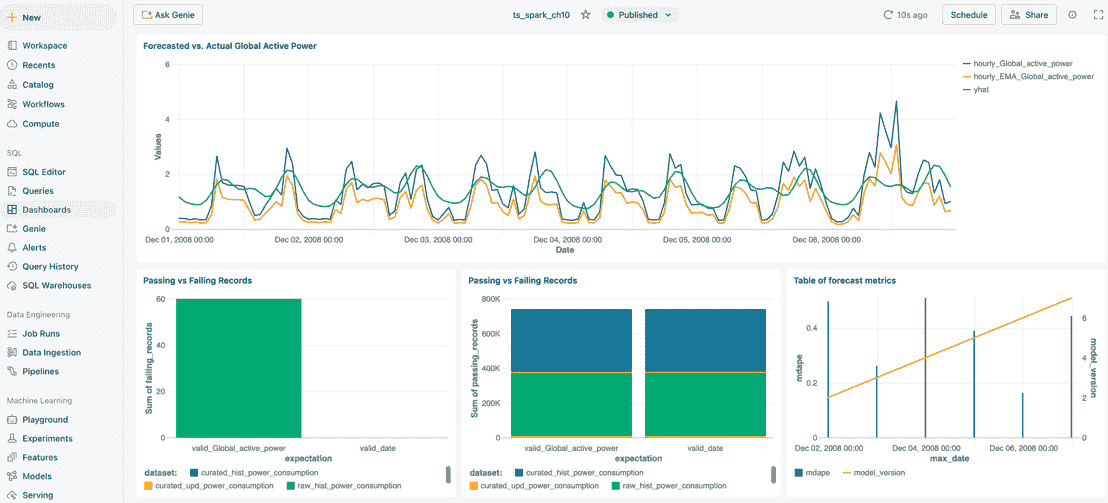 New
Workspace
Recents
Catalog
Workflows
Compute
SQL
SQL Editor
Queries
Dashboards
Genie
Alerts
Query History
SQL Warehouses
Data Engineering
Job Runs
Data Ingestion
Pipelines
Machine Learning
Playground
Experiments
Features
Models
Serving
Ask Genie
ts_spark_ch10
Published
10s ago
Schedule
Share
Forecasted vs. Actual Global Active Power
6
4
2
0
Values
Dec 01, 2008 00:00 Dec 02, 2008 00:00 Dec 03, 2008 00:00 Dec 04, 2008 00:00 Dec 05, 2008 00:00 Dec 06, 2008 00:00
Date
hourly_Global_active_power
hourly_EMA_Global_active_power
yhat
Passing vs Failing Records
60
40
20
0
Sum of failing_records
valid_Global_active_power valid_date
expectation
dataset: curated_hist_power_consumption
curated_upd_power_consumption raw_hist_power_consumption
Passing vs Failing Records
800K
600K
400K
200K
0
Sum of passing_records
valid_Global_active_power valid_date
expectation
dataset: curated_hist_power_consumption
curated_upd_power_consumption raw_hist_power_consumption
Table of forecast metrics
0.4
0.2
0
mdape
6
4
2
0
model_version
Dec 02, 2008 00:00 Dec 04, 2008 00:00 Dec 06, 2008 00:00
max_date
mdape model_version